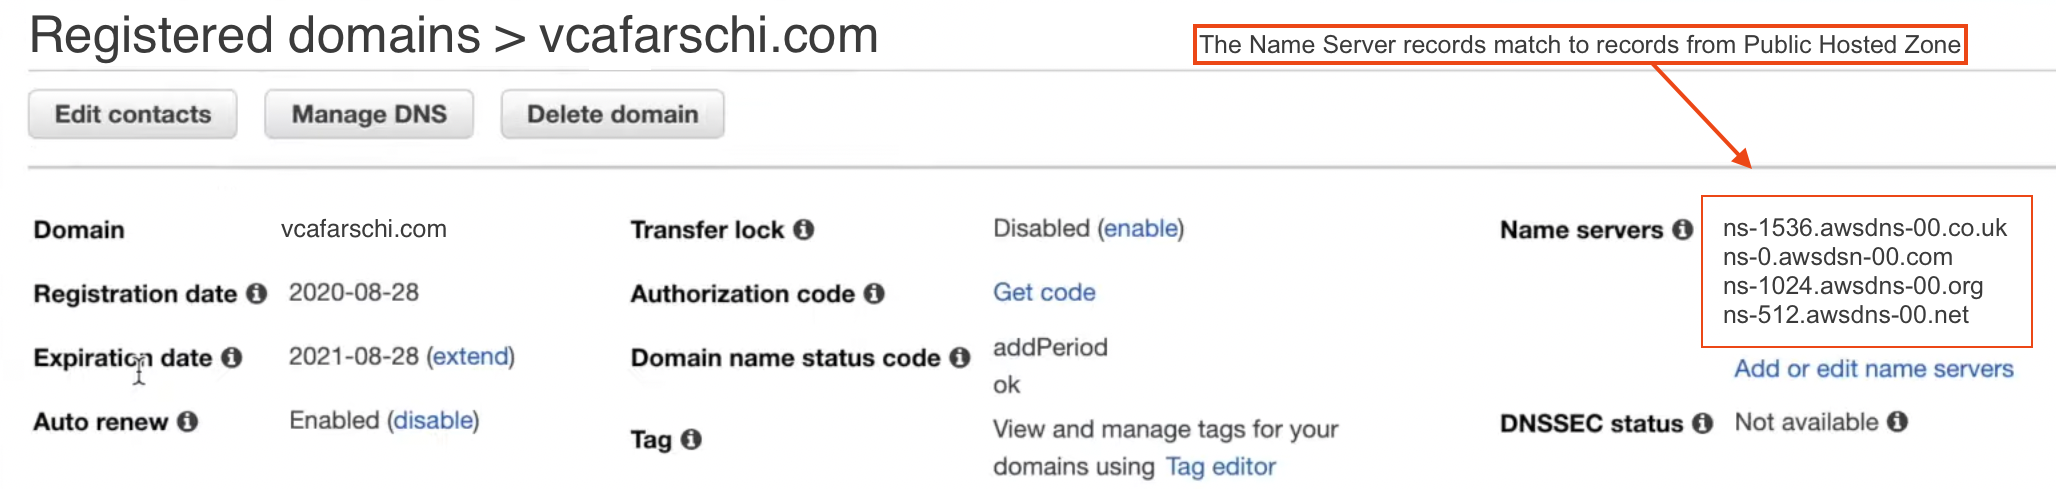 Registered domains > vcafarschi.com
The Name Server records match to records from Public Hosted Zone
Edit contacts
Manage DNS
Delete domain
Domain
vcafarschi.com
Registration date
2020-08-28
Expiration date
2021-08-28 (extend)
Auto renew
Enabled (disable)
Transfer lock
Disabled (enable)
Authorization code
Get code
Domain name status code
addPeriod
ok
Tag
View and manage tags for your
domains using Tag editor
Name servers
ns-1536.awsdns-00.co.uk
ns-0.awsdsn-00.com
ns-1024.awsdns-00.org
ns-512.awsdns-00.net
Add or edit name servers
DNSSEC status
Not available